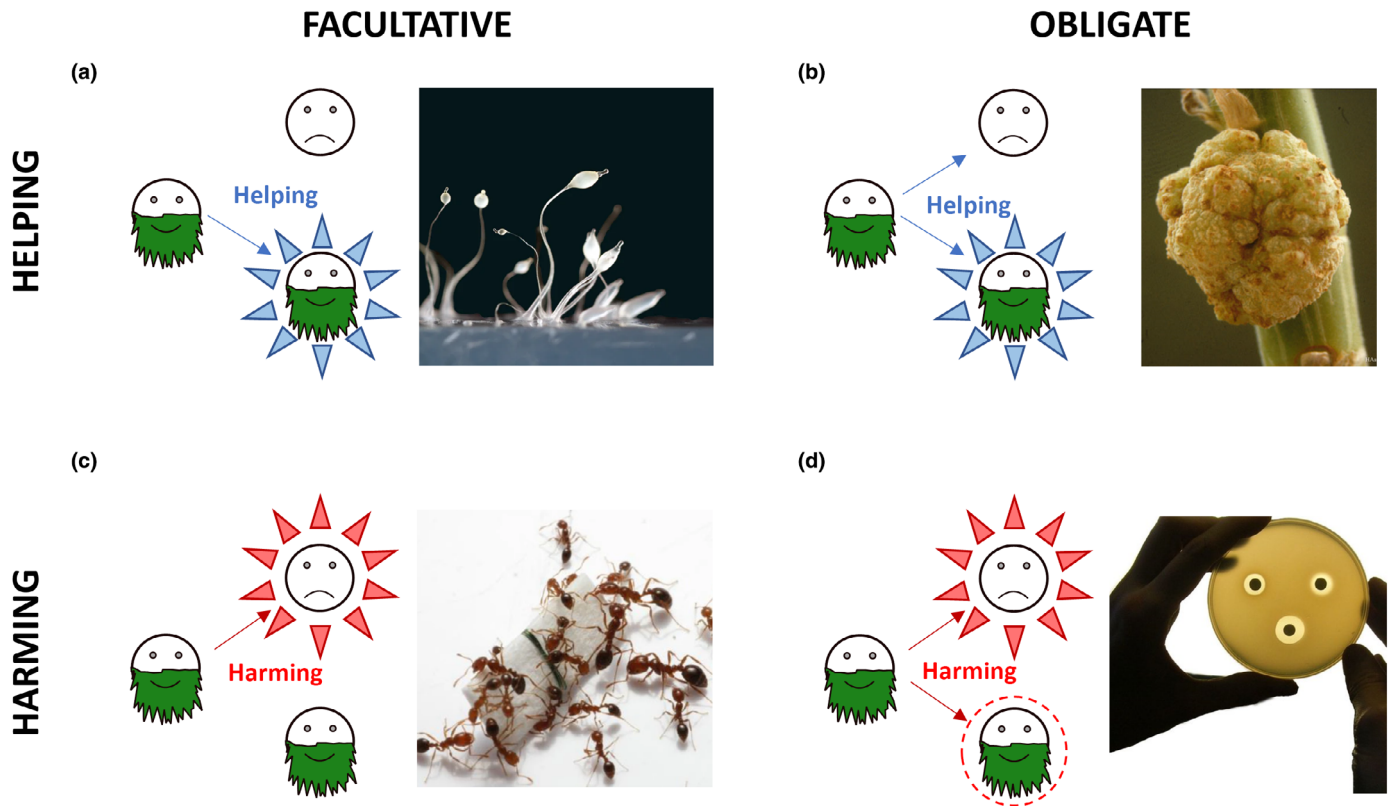 FACULTATIVE
OBLIGATE
HELPING
(a)
Helping
(b)
Helping
HARMING
(c)
Harming
(d)
Harming